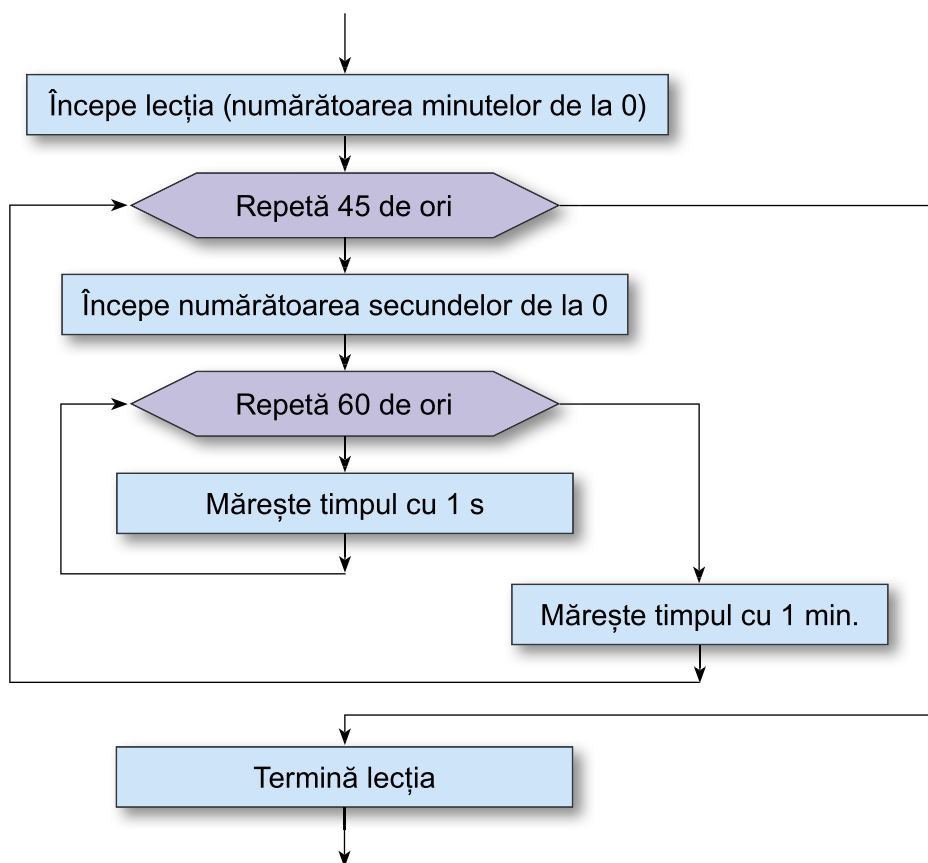 Începe lecția (numărătoarea minutelor de la 0)
Repetă 45 de ori
Începe numărătoarea secundelor de la 0
Repetă 60 de ori
Mărește timpul cu 1 s
Mărește timpul cu 1 min.
Termină lecția